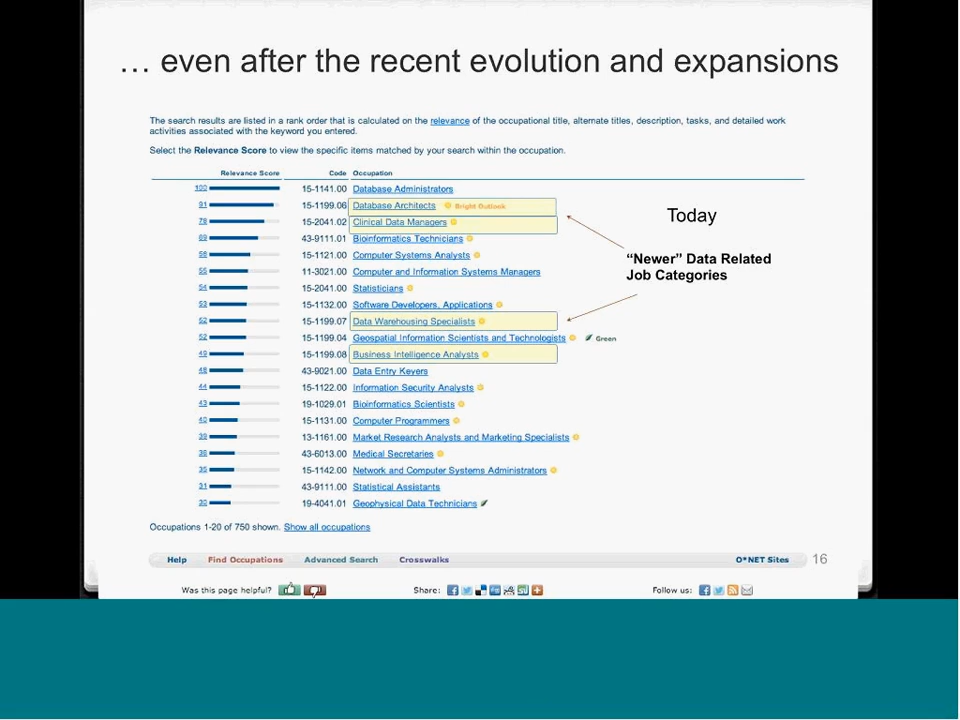 … even after the recent evolution and expansions
The search results are listed in a rank order that is calculated on the relevance of the occupational title, alternate titles, description, tasks, and detailed work
activities associated with the keyword you entered.
Select the Relevance Score to view the specific items matched by your search within the occupation.
Relevance Score Code Occupation
100 15-1141.00 Database Administrators
91 15-1199.06 Database Architects Bright Outlook
79 15-2041.02 Clinical Data Managers
69 43-9111.01 Bioinformatics Technicians
58 15-1121.00 Computer Systems Analysts
55 11-3021.00 Computer and Information Systems Managers
54 15-2041.00 Statisticians
53 15-1132.00 Software Developers, Applications
52 15-1199.07 Data Warehousing Specialists
52 15-1199.04 Geospatial Information Scientists and Technologists Green
49 15-1199.08 Business Intelligence Analysts
48 43-9021.00 Data Entry Keyers
44 15-1122.00 Information Security Analysts
43 19-1029.01 Bioinformatics Scientists
40 15-1131.00 Computer Programmers
39 13-1161.00 Market Research Analysts and Marketing Specialists
36 43-6013.00 Medical Secretaries
35 15-1142.00 Network and Computer Systems Administrators
31 43-9111.00 Statistical Assistants
30 19-4041.01 Geophysical Data Technicians
Today
“Newer” Data Related
Job Categories
Occupations 1-20 of 750 shown. Show all occupations
Help Find Occupations Advanced Search Crosswalks O*NET Sites
16
Was this page helpful? Share: Follow us: